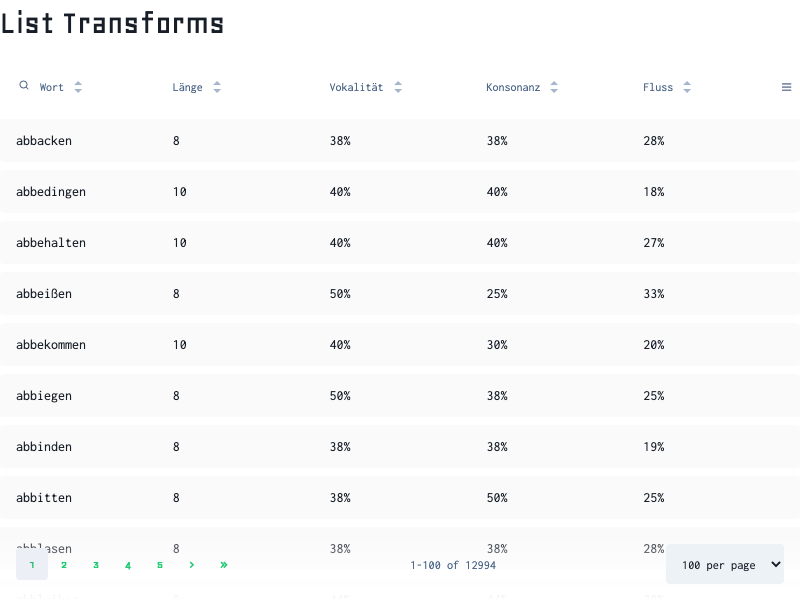 List Transforms
Wort Länge Vokalität Konsonanz Fluss
abbacken 8 38% 38% 28%
abbedingen 10 40% 40% 18%
abbehalten 10 40% 40% 27%
abbeißen 8 50% 25% 33%
abbekommen 10 40% 30% 20%
abbiegen 8 50% 38% 25%
abbinden 8 38% 38% 19%
abbitten 8 38% 50% 25%
abblasen 8 38% 38% 28%
1 2 3 4 5 › » 1-100 of 12994 100 per page